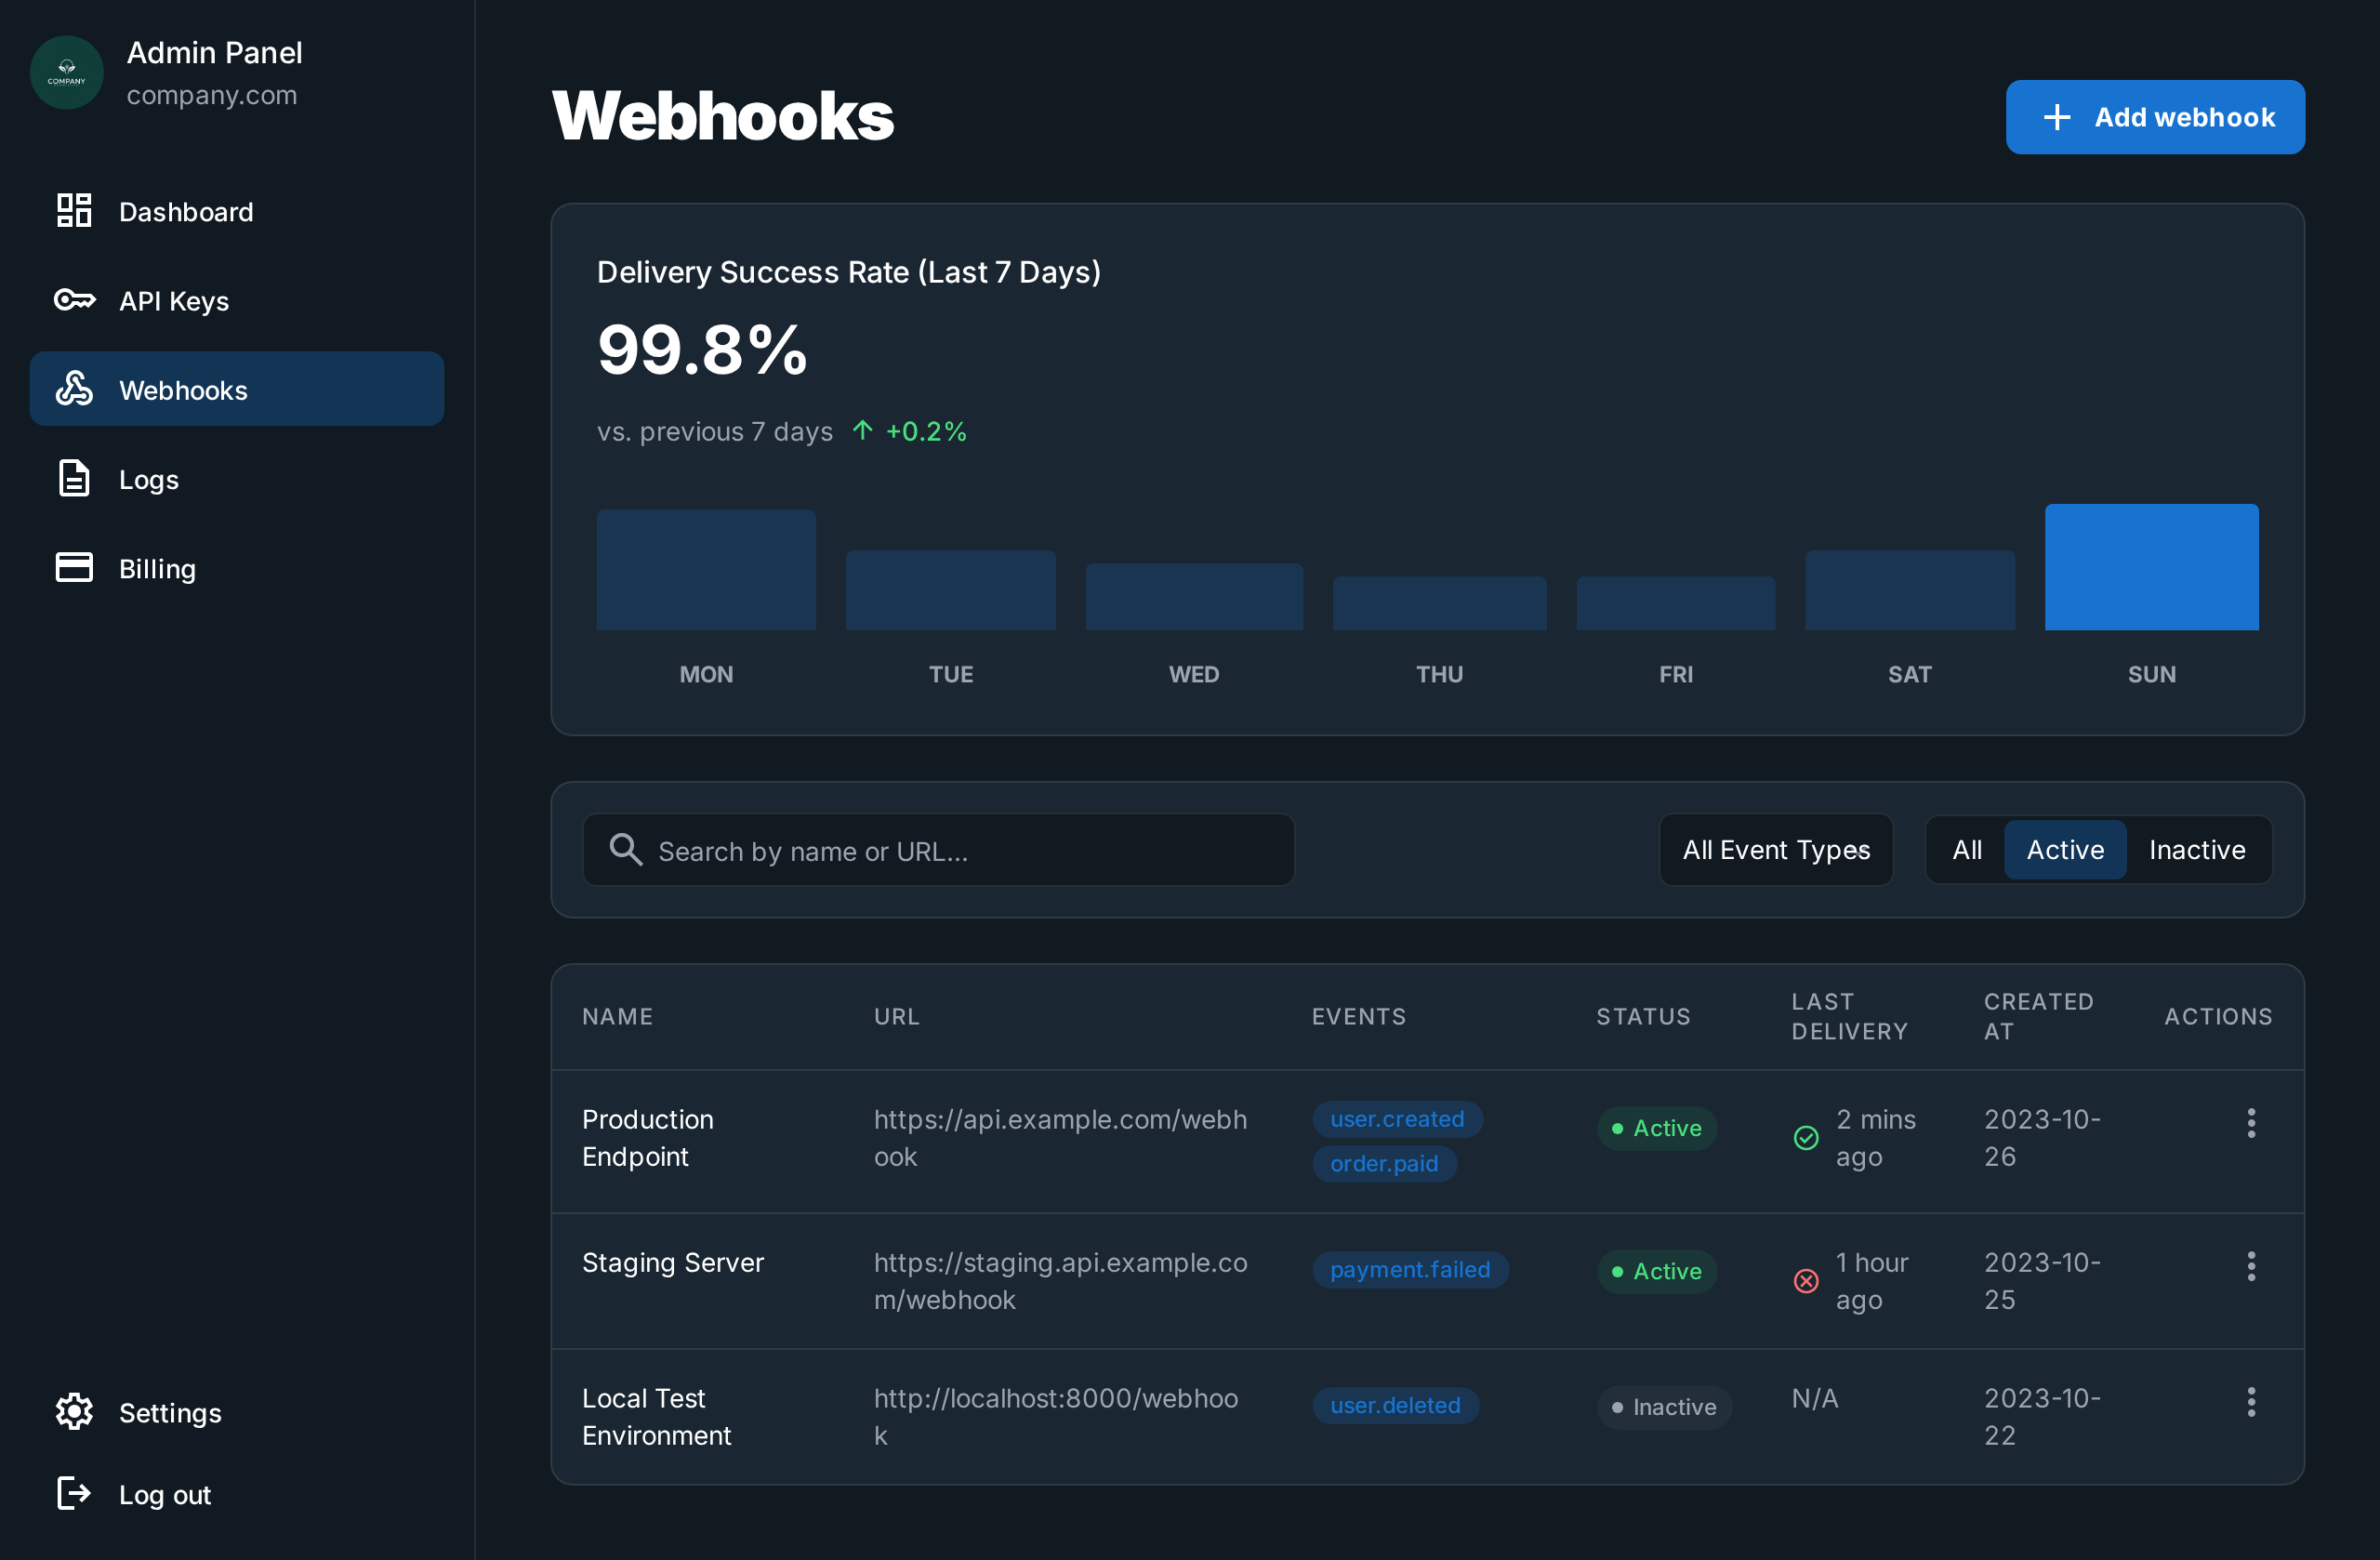 COMPANY
Admin Panel
company.com
Dashboard
API Keys
Webhooks
Logs
Billing
Settings
Log out
Webhooks
Add webhook
Delivery Success Rate (Last 7 Days)
99.8%
vs. previous 7 days +0.2%
MON TUE WED THU FRI SAT SUN
Search by name or URL...
All Event Types
All Active Inactive
NAME URL EVENTS STATUS LAST DELIVERY CREATED AT ACTIONS
Production
Endpoint
https://api.example.com/webh
ook
user.created
order.paid
Active
2 mins
ago
2023-10-
26
Staging Server
https://staging.api.example.co
m/webhook
payment.failed
Active
1 hour
ago
2023-10-
25
Local Test
Environment
http://localhost:8000/webhoo
k
user.deleted
Inactive
N/A
2023-10-
22